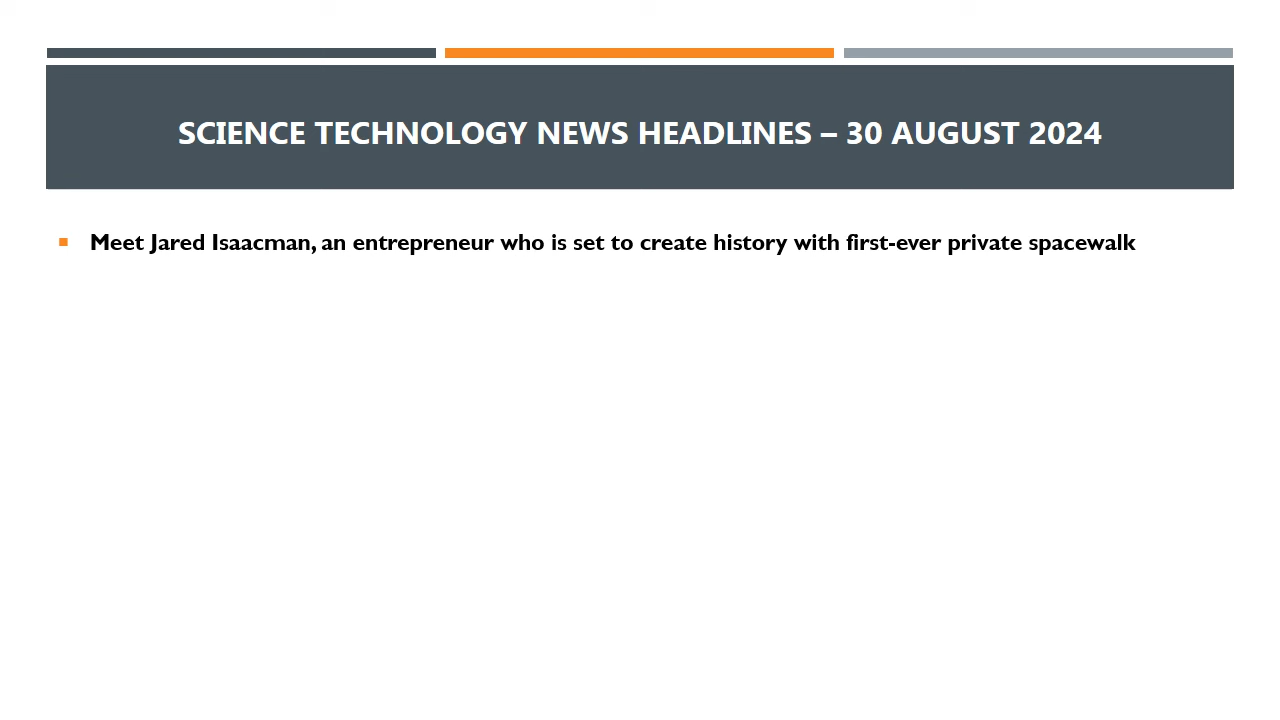 SCIENCE TECHNOLOGY NEWS HEADLINES – 30 AUGUST 2024
Meet Jared Isaacman, an entrepreneur who is set to create history with first-ever private spacewalk